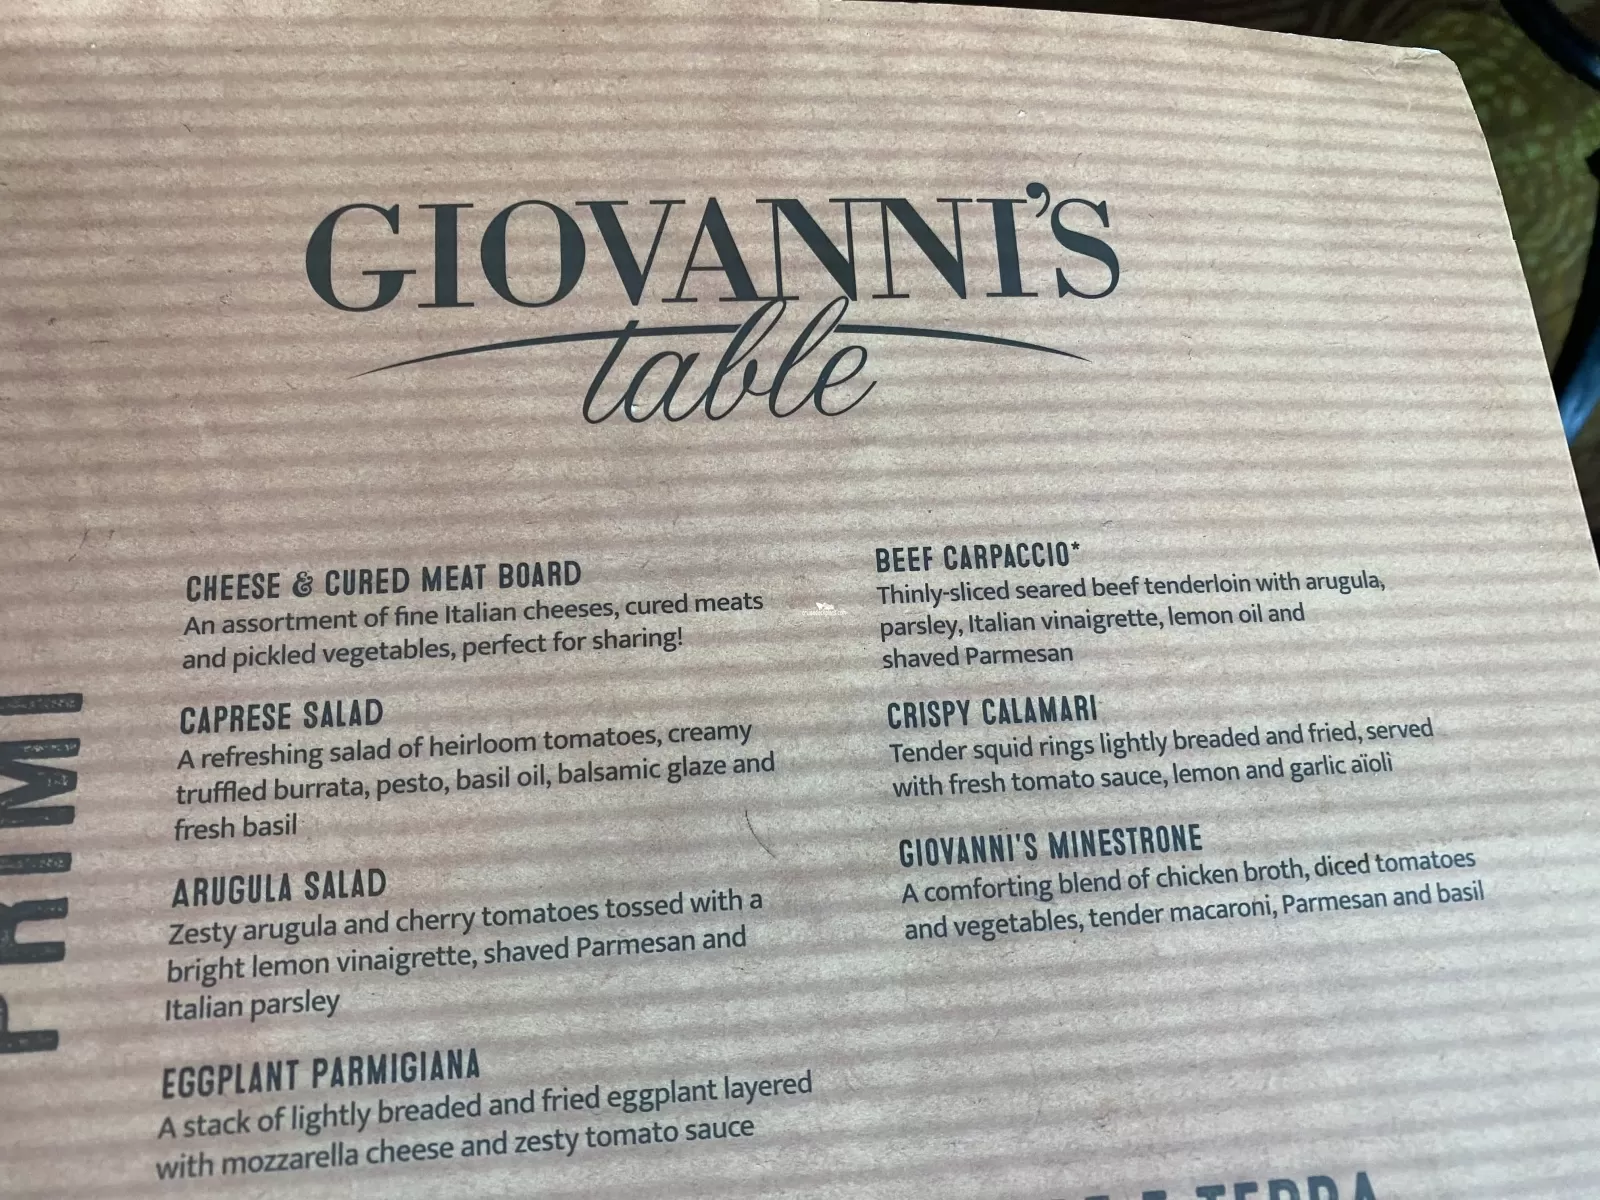 GIOVANNI'S
table
PRIMI
CHEESE & CURED MEAT BOARD
An assortment of fine Italian cheeses, cured meats
and pickled vegetables, perfect for sharing!
CAPRESE SALAD
A refreshing salad of heirloom tomatoes, creamy
truffled burrata, pesto, basil oil, balsamic glaze and
fresh basil
ARUGULA SALAD
Zesty arugula and cherry tomatoes tossed with a
bright lemon vinaigrette, shaved Parmesan and
Italian parsley
EGGPLANT PARMIGIANA
A stack of lightly breaded and fried eggplant layered
with mozzarella cheese and zesty tomato sauce
BEEF CARPACCIO*
Thinly-sliced seared beef tenderloin with arugula,
parsley, Italian vinaigrette, lemon oil and
shaved Parmesan
CRISPY CALAMARI
Tender squid rings lightly breaded and fried, served
with fresh tomato sauce, lemon and garlic aïoli
GIOVANNI'S MINESTRONE
A comforting blend of chicken broth, diced tomatoes
and vegetables, tender macaroni, Parmesan and basil
E TERRA